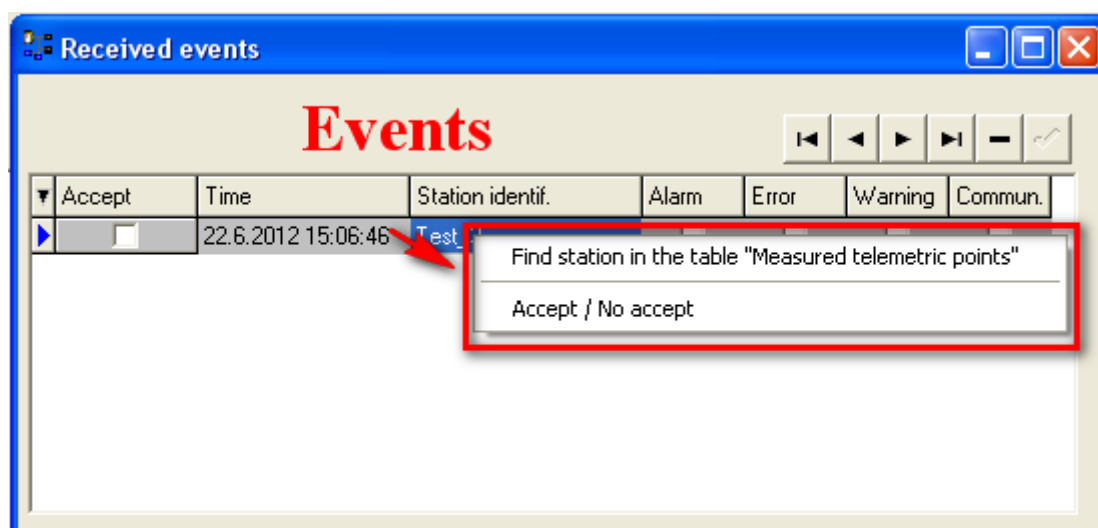 Received events
Events
Accept Time Station identif. Alarm Error Warning Commun.
22.6.2012 15:06:46 Test_
Find station in the table "Measured telemetric points"
Accept / No accept